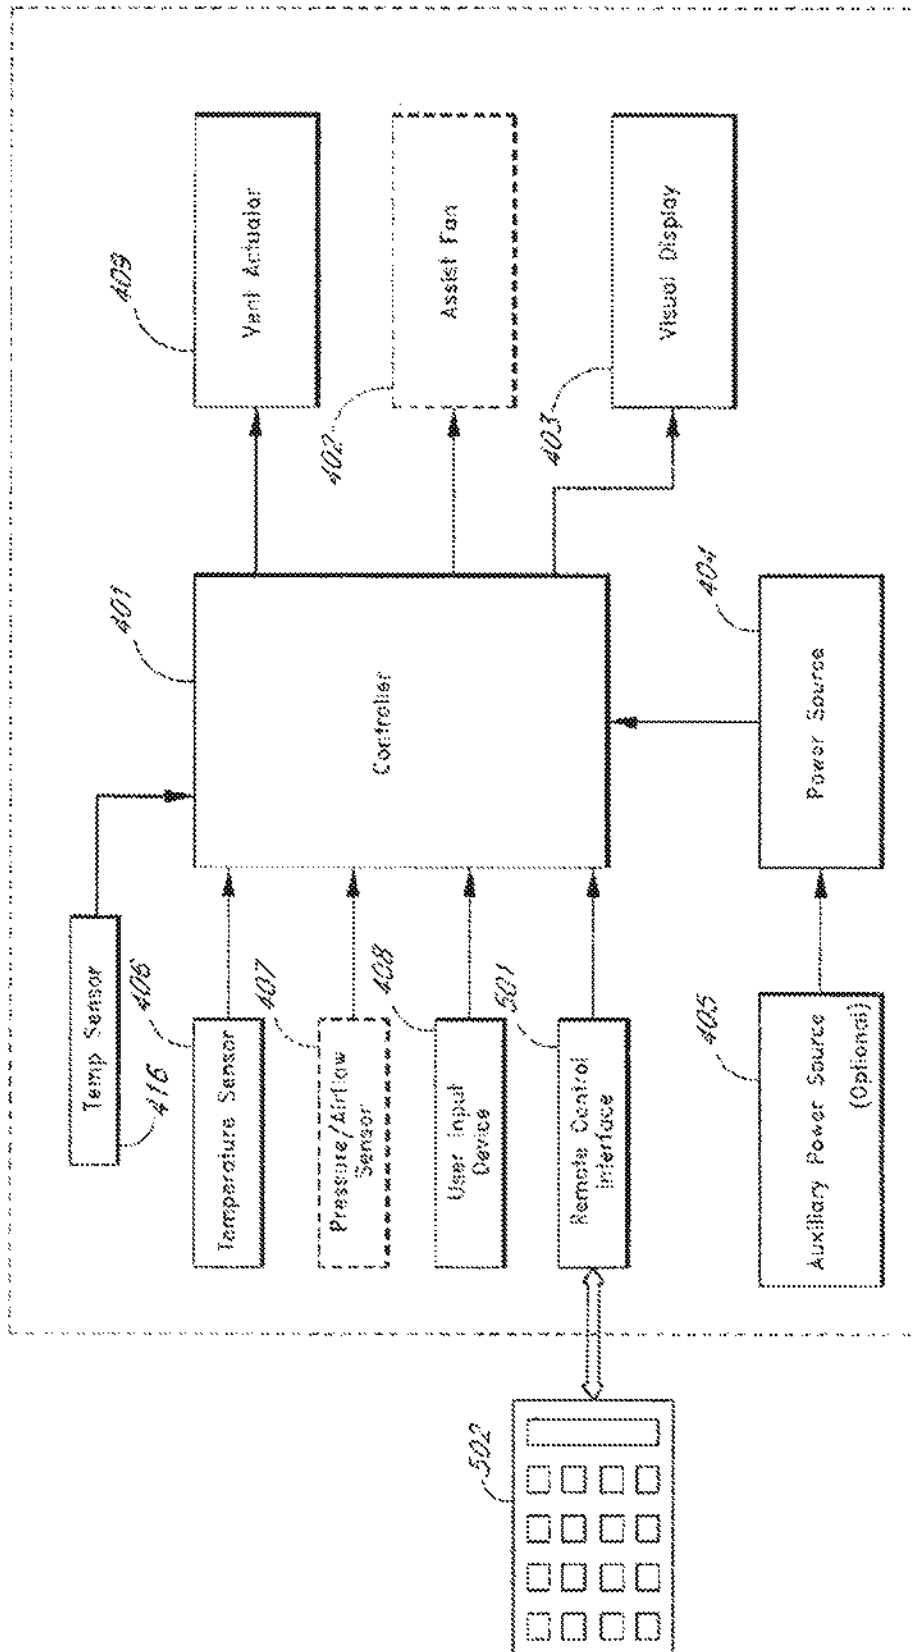 Temp Sensor
416
406
401
409
Tamperature Sensor
Vent Actuator
407
Pressure/Airflow
Sensor
402
Controller
408
Assist Fan
User Input
Device
502
501
403
Remote Control
Interface
Visual Display
405
404
Auxiliary Power Source
(Optional)
Power Source